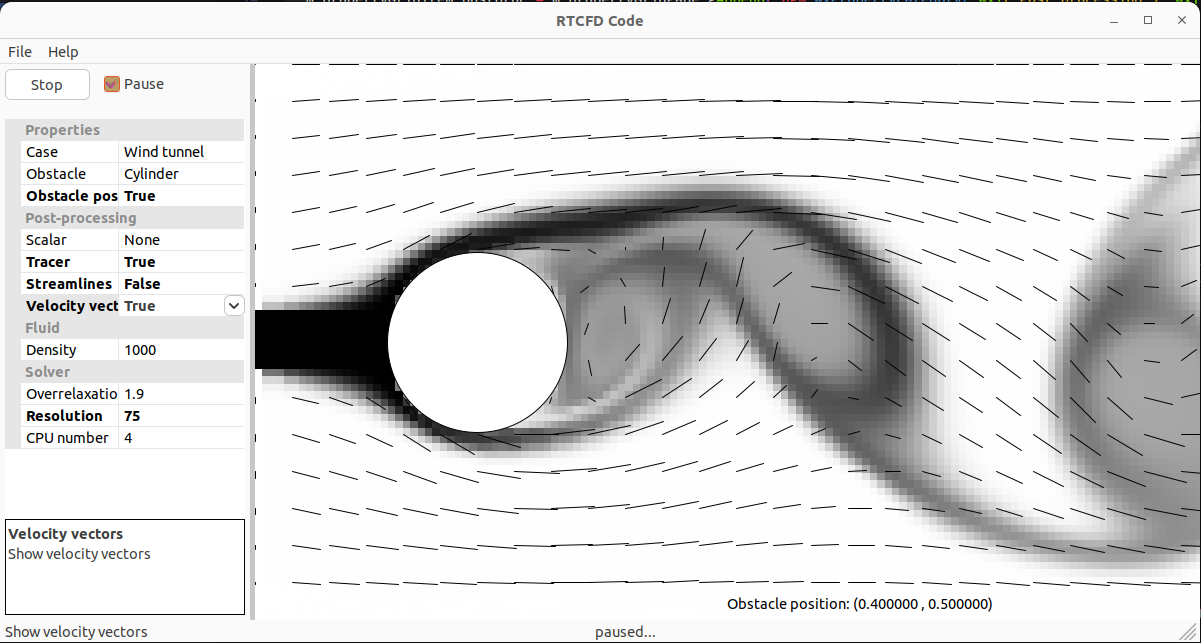 RTCFD Code
File Help
Stop Pause
Properties
Case Wind tunnel
Obstacle Cylinder
Obstacle pos True
Post-processing
Scalar None
Tracer True
Streamlines False
Velocity vect True
Fluid
Density 1000
Solver
Overrelaxatio 1.9
Resolution 75
CPU number 4
Velocity vectors
Show velocity vectors
Obstacle position: (0.400000 , 0.500000)
Show velocity vectors paused...